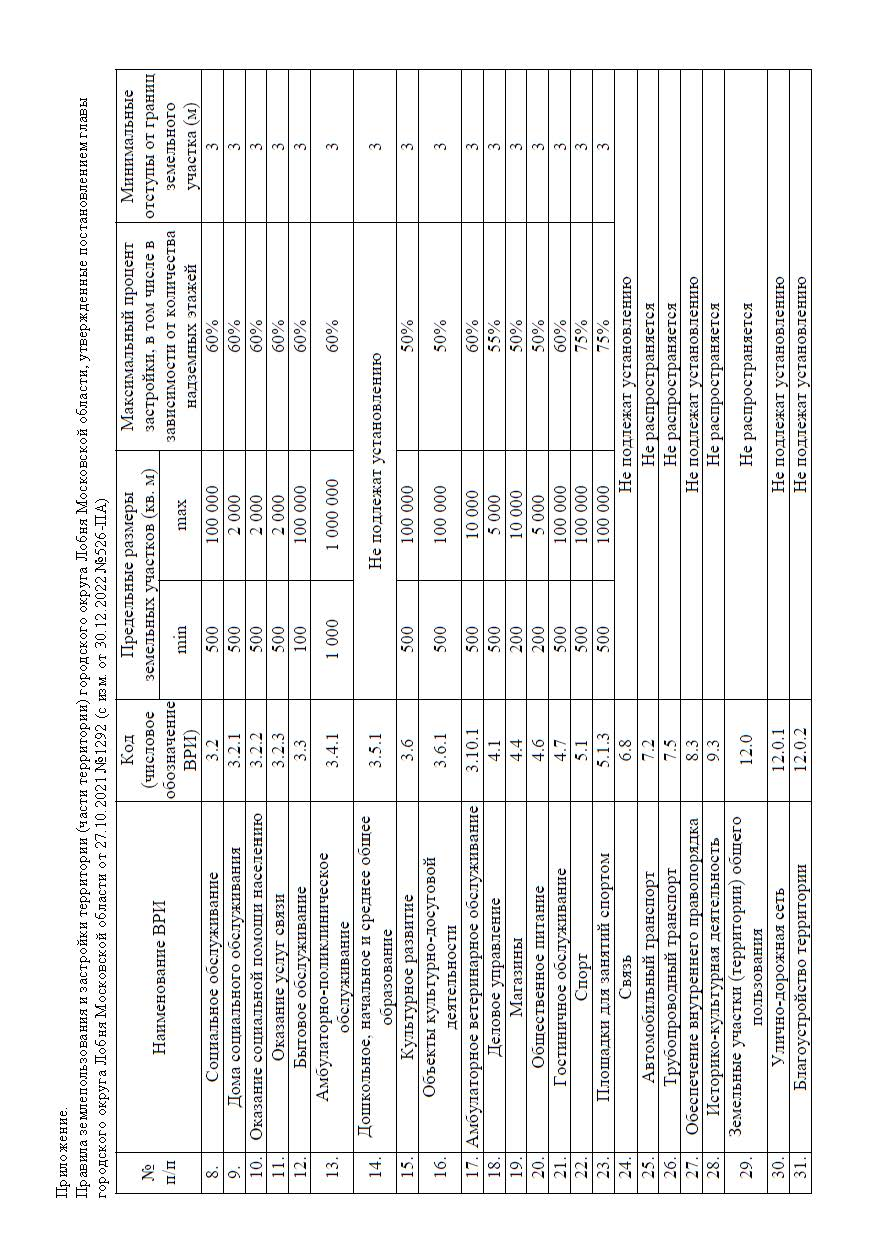 Приложение.
Правила землепользования и застройки территории (части территории) городского округа Лобня Московской области, утвержденные постановлением главы
городского округа Лобня Московской области от 27.10.2021 №1292 (с изм. от 30.12.2022 №526-ПА)
№ п/п Наименование ВРИ Код (числовое обозначение ВРИ) Предельные размеры земельных участков (кв. м) Максимальный процент застройки, в том числе в зависимости от количества надземных этажей Минимальные отступы от границ земельного участка (м)
min max
8. Социальное обслуживание 3.2 500 100 000 60% 3
9. Дома социального обслуживания 3.2.1 500 2 000 60% 3
10. Оказание социальной помощи населению 3.2.2 500 2 000 60% 3
11. Оказание услуг связи 3.2.3 500 2 000 60% 3
12. Бытовое обслуживание 3.3 100 100 000 60% 3
13. Амбулаторно-поликлиническое обслуживание 3.4.1 1 000 1 000 000 60% 3
14. Дошкольное, начальное и среднее общее образование 3.5.1 Не подлежат установлению 3
15. Культурное развитие 3.6 500 100 000 50% 3
16. Объекты культурно-досуговой деятельности 3.6.1 500 100 000 50% 3
17. Амбулаторное ветеринарное обслуживание 3.10.1 500 10 000 60% 3
18. Деловое управление 4.1 500 5 000 55% 3
19. Магазины 4.4 200 10 000 50% 3
20. Общественное питание 4.6 200 5 000 50% 3
21. Гостиничное обслуживание 4.7 500 100 000 60% 3
22. Спорт 5.1 500 100 000 75% 3
23. Площадки для занятий спортом 5.1.3 500 100 000 75% 3
24. Связь 6.8 Не подлежат установлению
25. Автомобильный транспорт 7.2 Не распространяется
26. Трубопроводный транспорт 7.5 Не распространяется
27. Обеспечение внутреннего правопорядка 8.3 Не подлежат установлению
28. Историко-культурная деятельность 9.3 Не распространяется
29. Земельные участки (территории) общего пользования 12.0 Не распространяется
30. Улично-дорожная сеть 12.0.1 Не подлежат установлению
31. Благоустройство территории 12.0.2 Не подлежат установлению